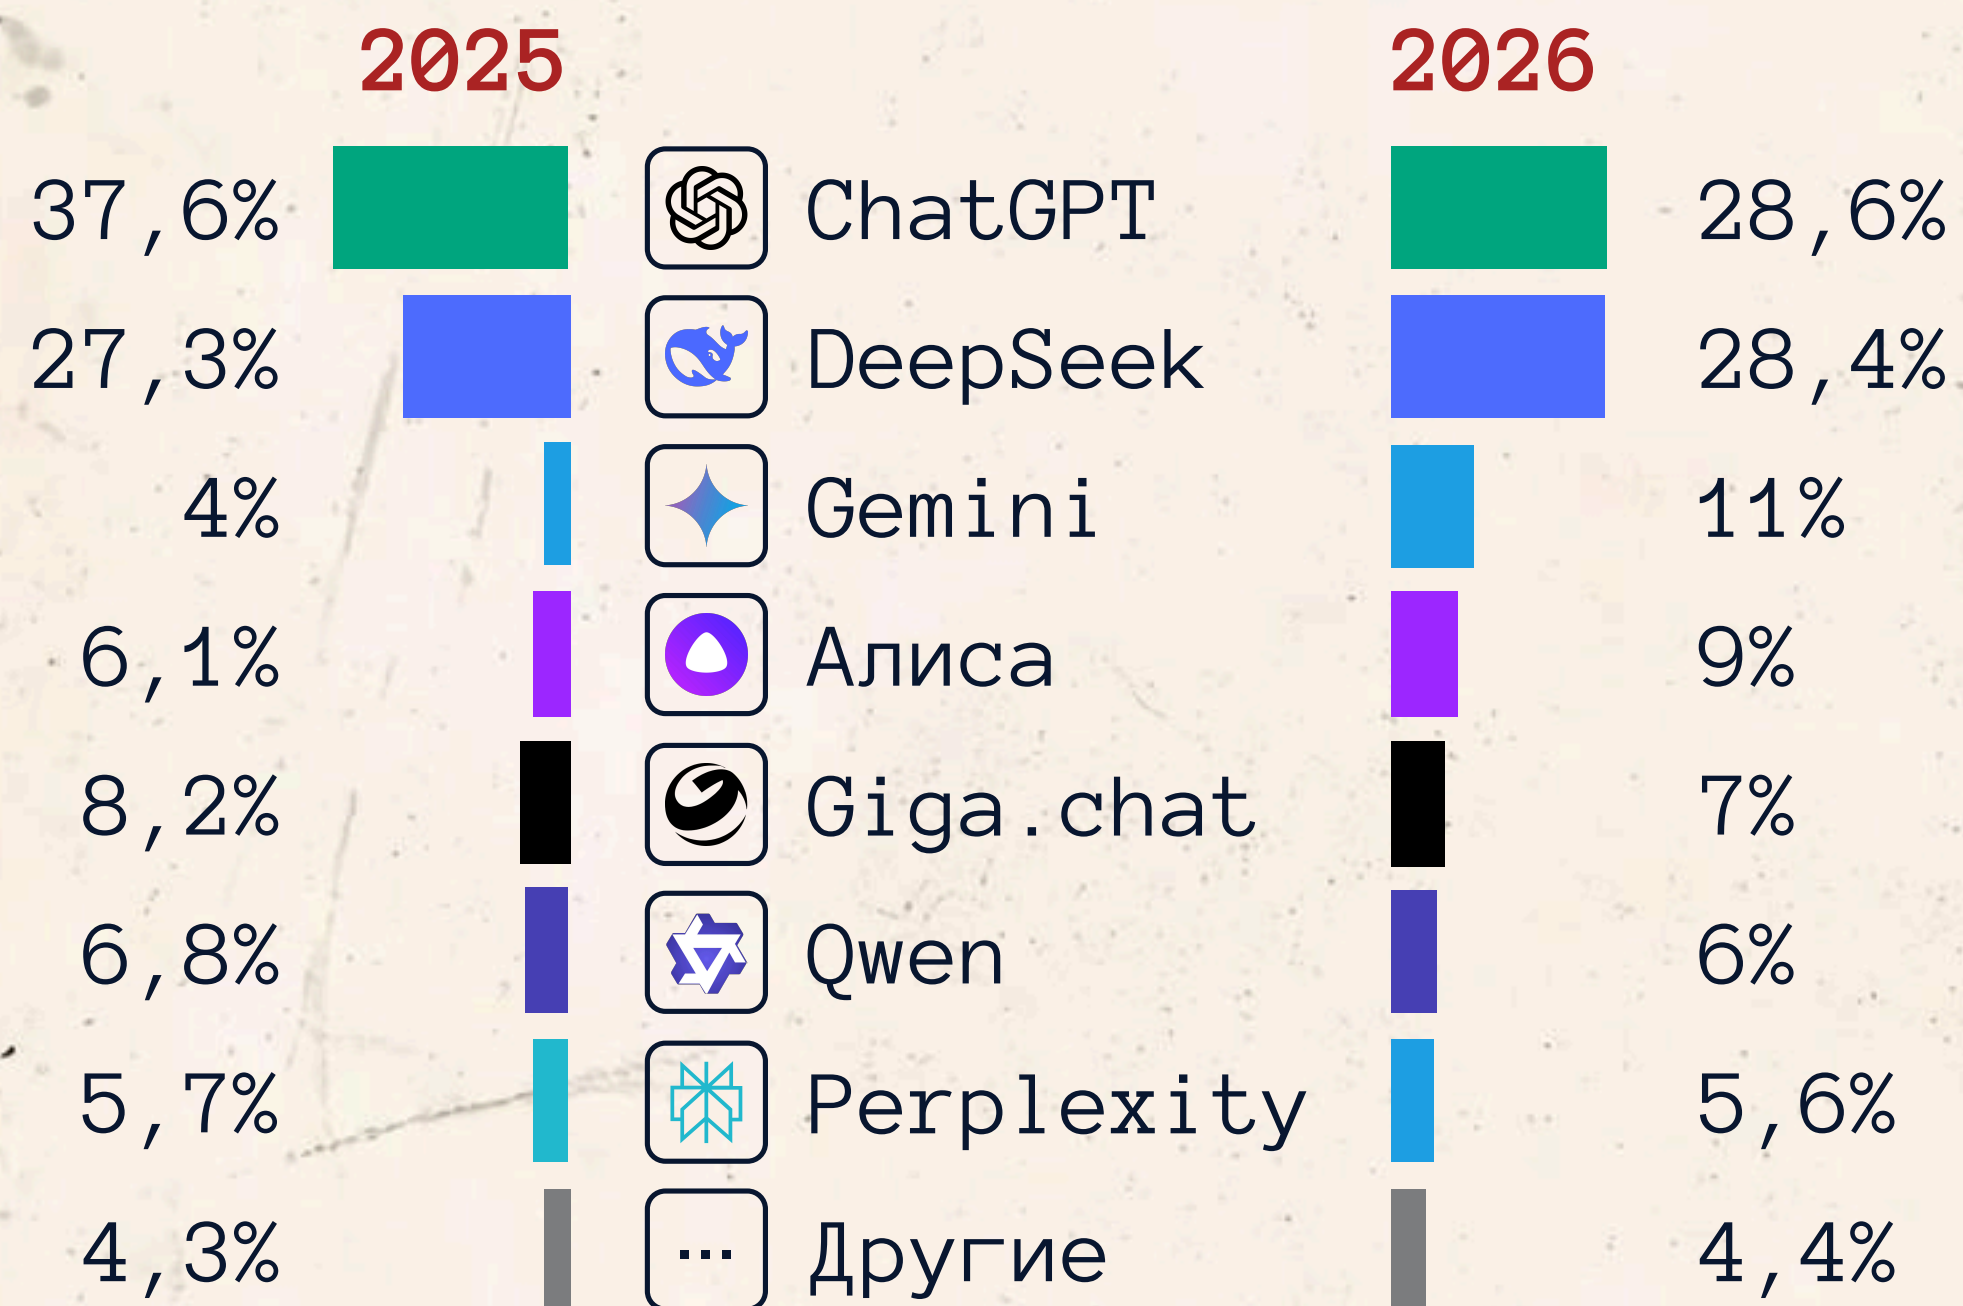 2025 2026
37,6% ChatGPT 28,6%
27,3% DeepSeek 28,4%
4% Gemini 11%
6,1% Алиса 9%
8,2% Giga.chat 7%
6,8% Qwen 6%
5,7% Perplexity 5,6%
4,3% ... Другие 4,4%